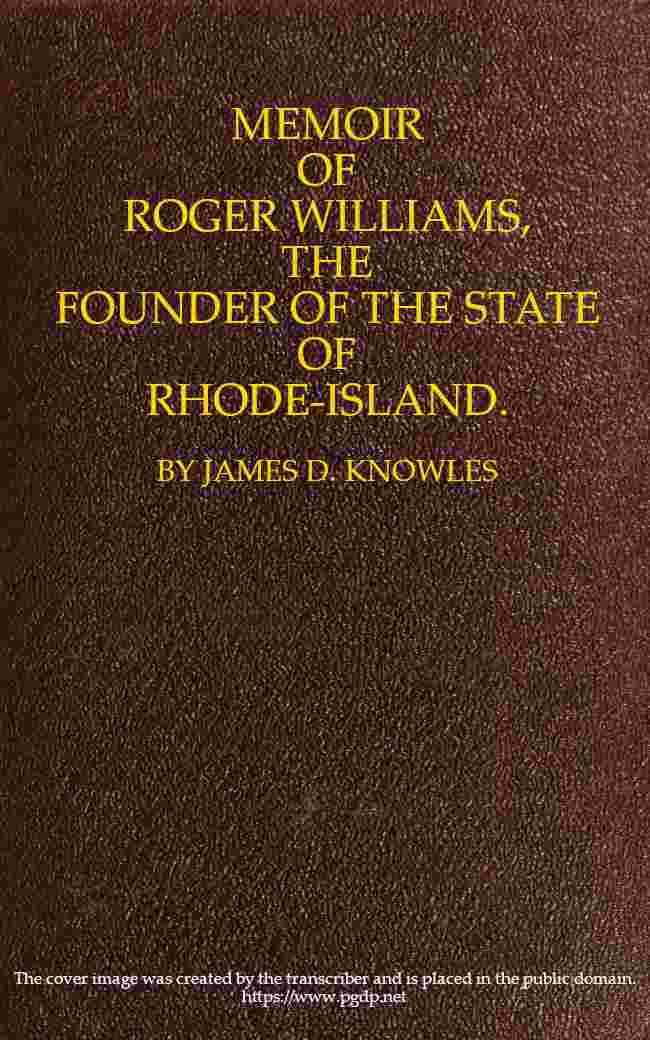 MEMOIR
OF
ROGER WILLIAMS,
THE
FOUNDER OF THE STATE
OF
RHODE-ISLAND.
BY JAMES D. KNOWLES
The cover image was created by the transcriber and is placed in the public domain.
https://www.pgdp.net